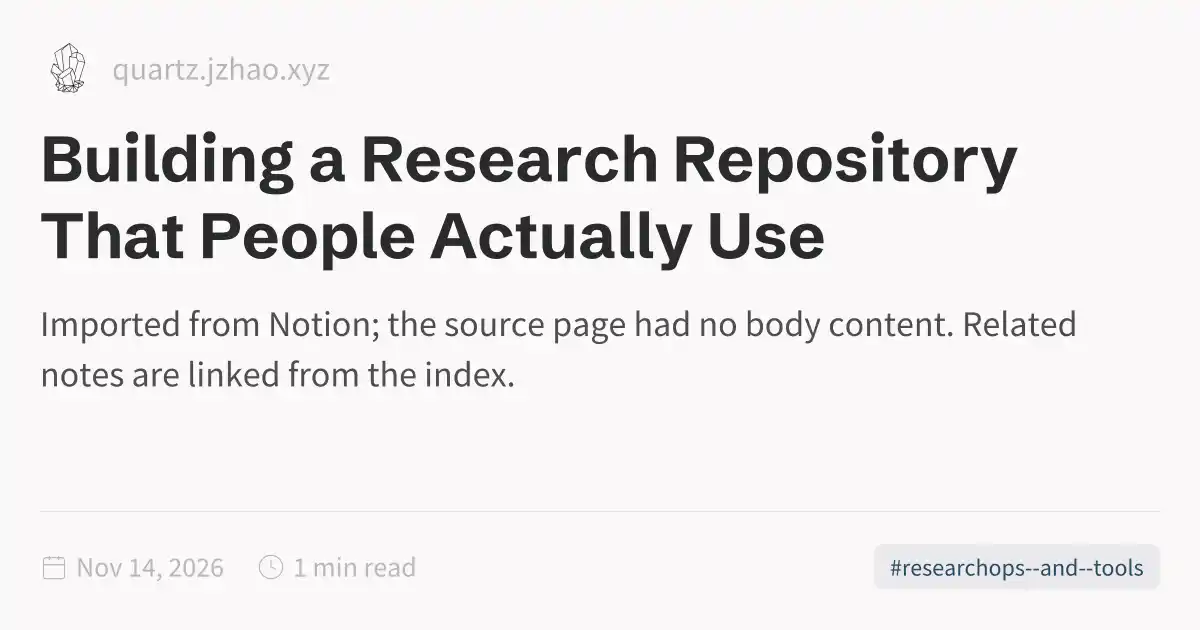 quartz.jzhao.xyz
Building a Research Repository
That People Actually Use
Imported from Notion; the source page had no body content. Related
notes are linked from the index.
Nov 14, 2026 1 min read #researchops--and--tools